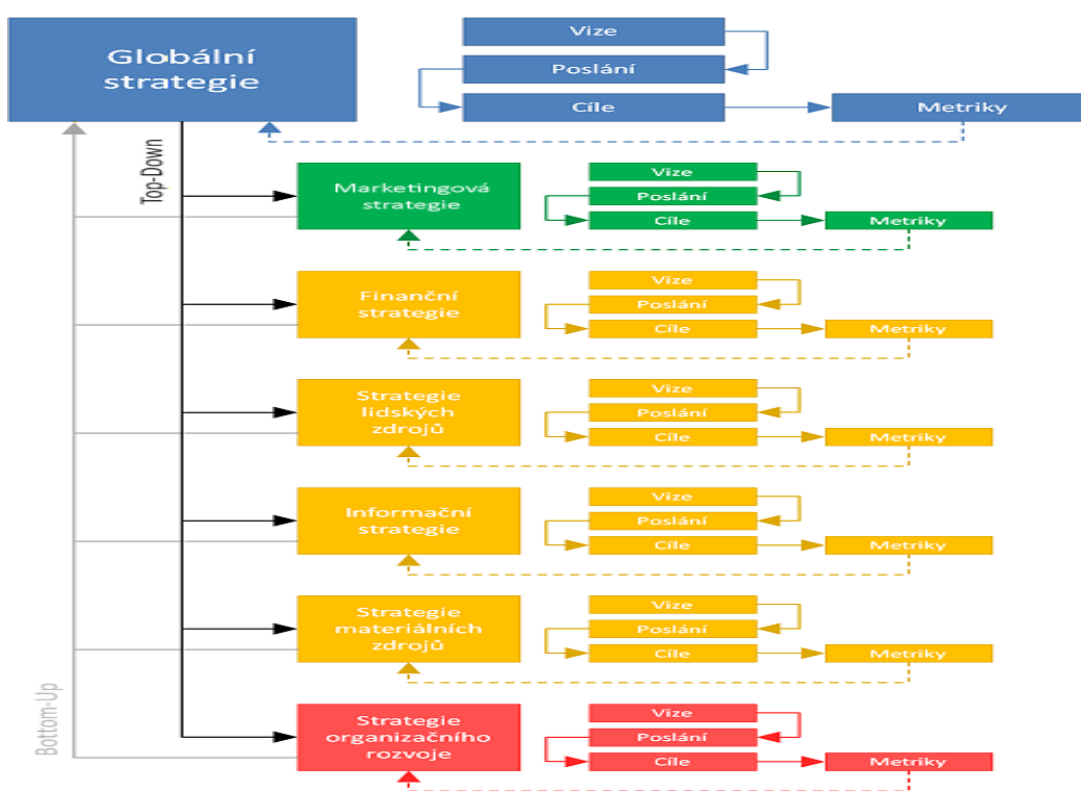 Globální
strategie
Vize
Poslání
Cíle
Metriky
Top-Down
Marketingová
strategie
Vize
Poslání
Cíle
Metriky
Finanční
strategie
Vize
Poslání
Cíle
Metriky
Strategie
lidských
zdrojů
Vize
Poslání
Cíle
Metriky
Informační
strategie
Vize
Poslání
Cíle
Metriky
Strategie
materiálních
zdrojů
Vize
Poslání
Cíle
Metriky
Bottom-Up
Strategie
organizačního
rozvoje
Vize
Poslání
Cíle
Metriky